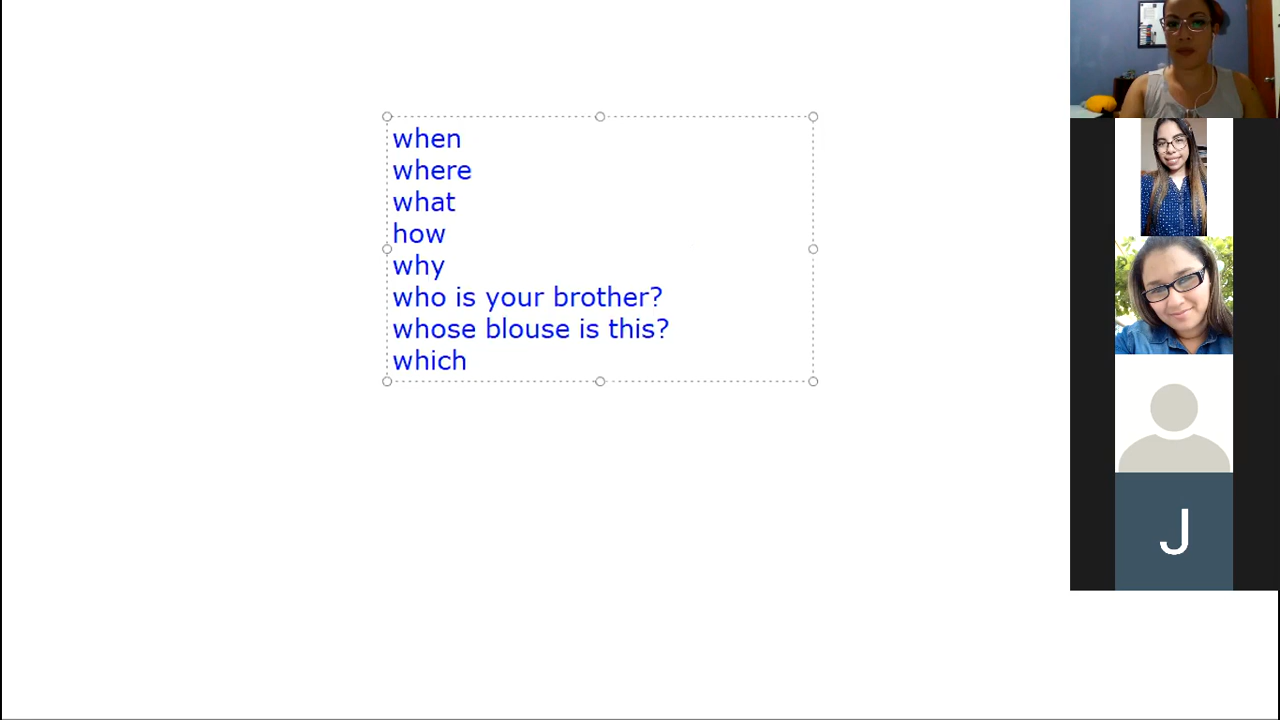 when
where
what
how
why
who is your brother?
whose blouse is this?
which
J